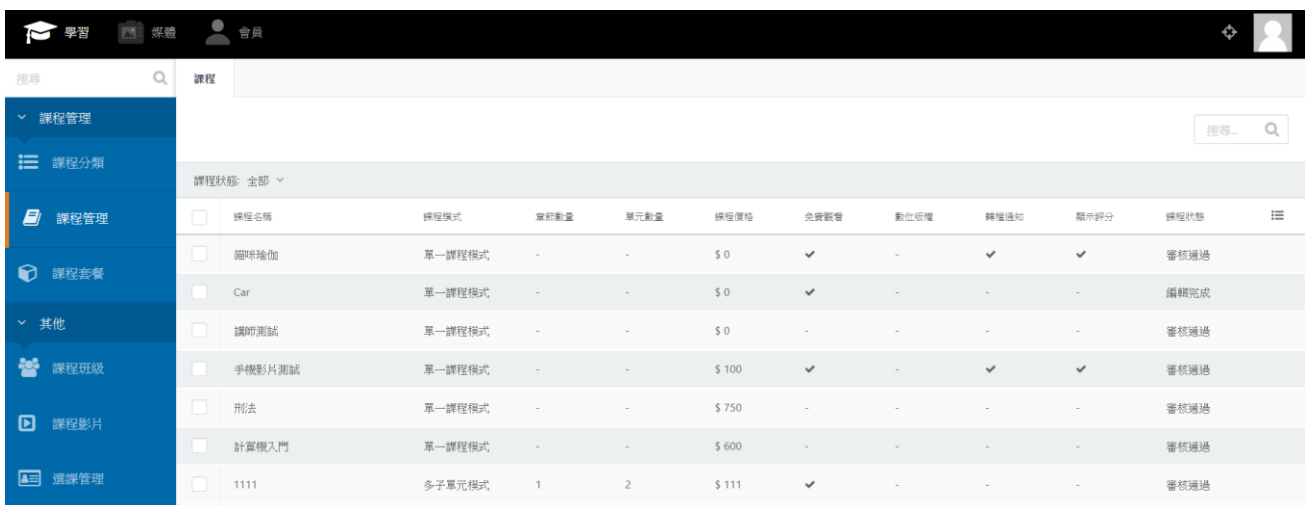 學習 媒體 會員
搜尋 課程
課程管理
搜尋...
課程分類
課程狀態: 全部
課程管理
課程名稱 課程模式 章節數量 單元數量 課程價格 免費觀看 數位版權 轉檔通知 顯示評分 課程狀態
貓咪瑜伽 單一課程模式 - - $ 0 - 審核通過
課程套餐
Car 單一課程模式 - - $ 0 - - - 編輯完成
其他
講師測試 單一課程模式 - - $ 0 - - - - 審核通過
課程班級
手機影片測試 單一課程模式 - - $ 100 - 審核通過
刑法 單一課程模式 - - $ 750 - - - - 審核通過
課程影片
計算機入門 單一課程模式 - - $ 600 - - - - 審核通過
選課管理
1111 多子單元模式 1 2 $ 111 - - - 審核通過